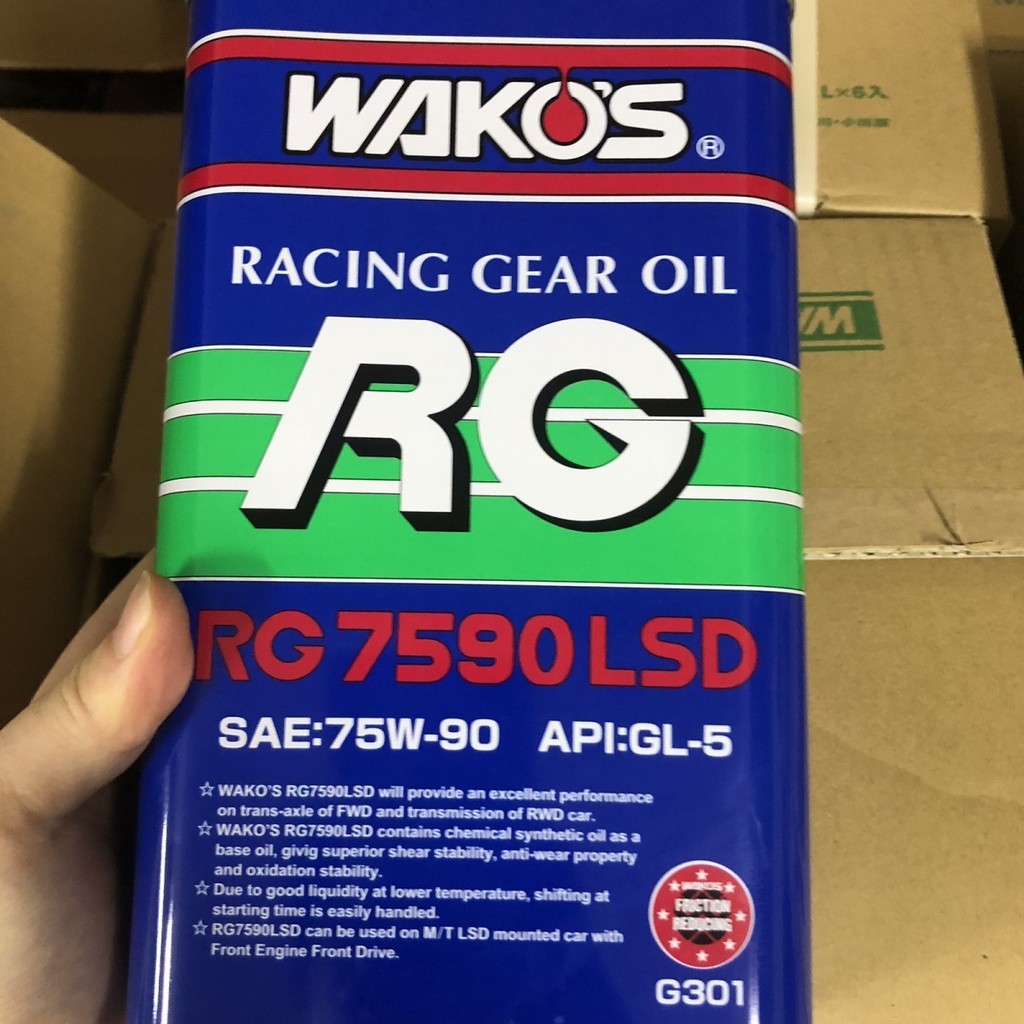 WAKO'S®
RACING GEAR OIL
RG
RG 7590 LSD
SAE:75W-90 API:GL-5
☆ WAKO'S RG7590LSD will provide an excellent performance
on trans-axle of FWD and transmission of RWD car.
☆ WAKO'S RG7590LSD contains chemical synthetic oil as a
base oil, givig superior shear stability, anti-wear property
and oxidation stability.
☆ Due to good liquidity at lower temperature, shifting at
starting time is easily handled.
☆ RG7590LSD can be used on M/T LSD mounted car with
Front Engine Front Drive.
WAKO'S
FRICTION
REDUCING
G301
L×6入